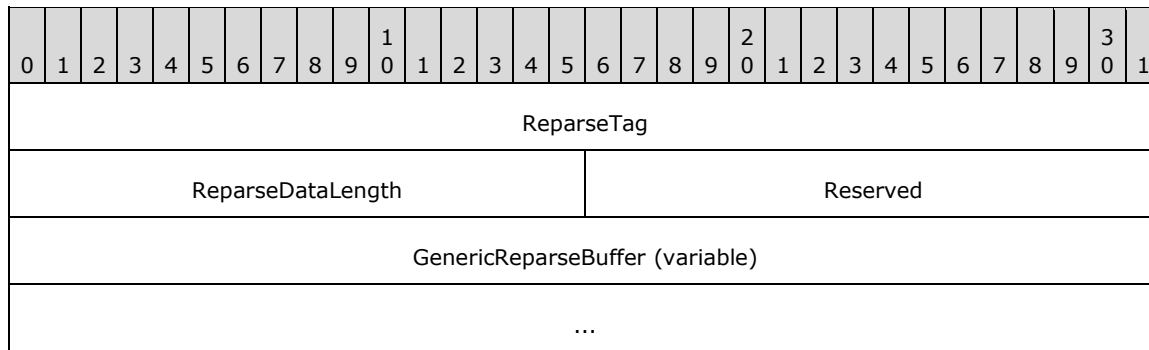 1 2 3
0 1 2 3 4 5 6 7 8 9 0 1 2 3 4 5 6 7 8 9 0 1 2 3 4 5 6 7 8 9 0 1
ReparseTag
ReparseDataLength Reserved
GenericReparseBuffer (variable)
...